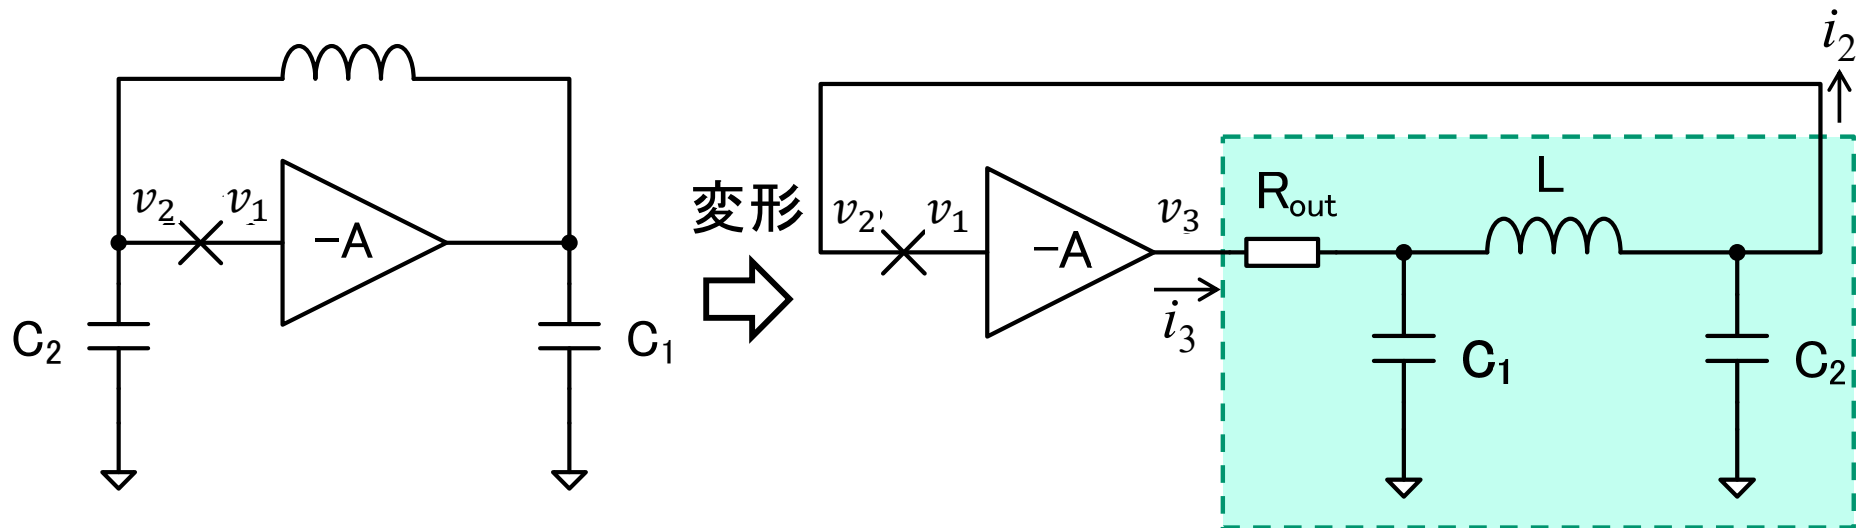 v₂ v₁
−A
C₂
C₁
変形
i₂
v₂ v₁
−A
v₃
i₃
Rout
L
C₁
C₂